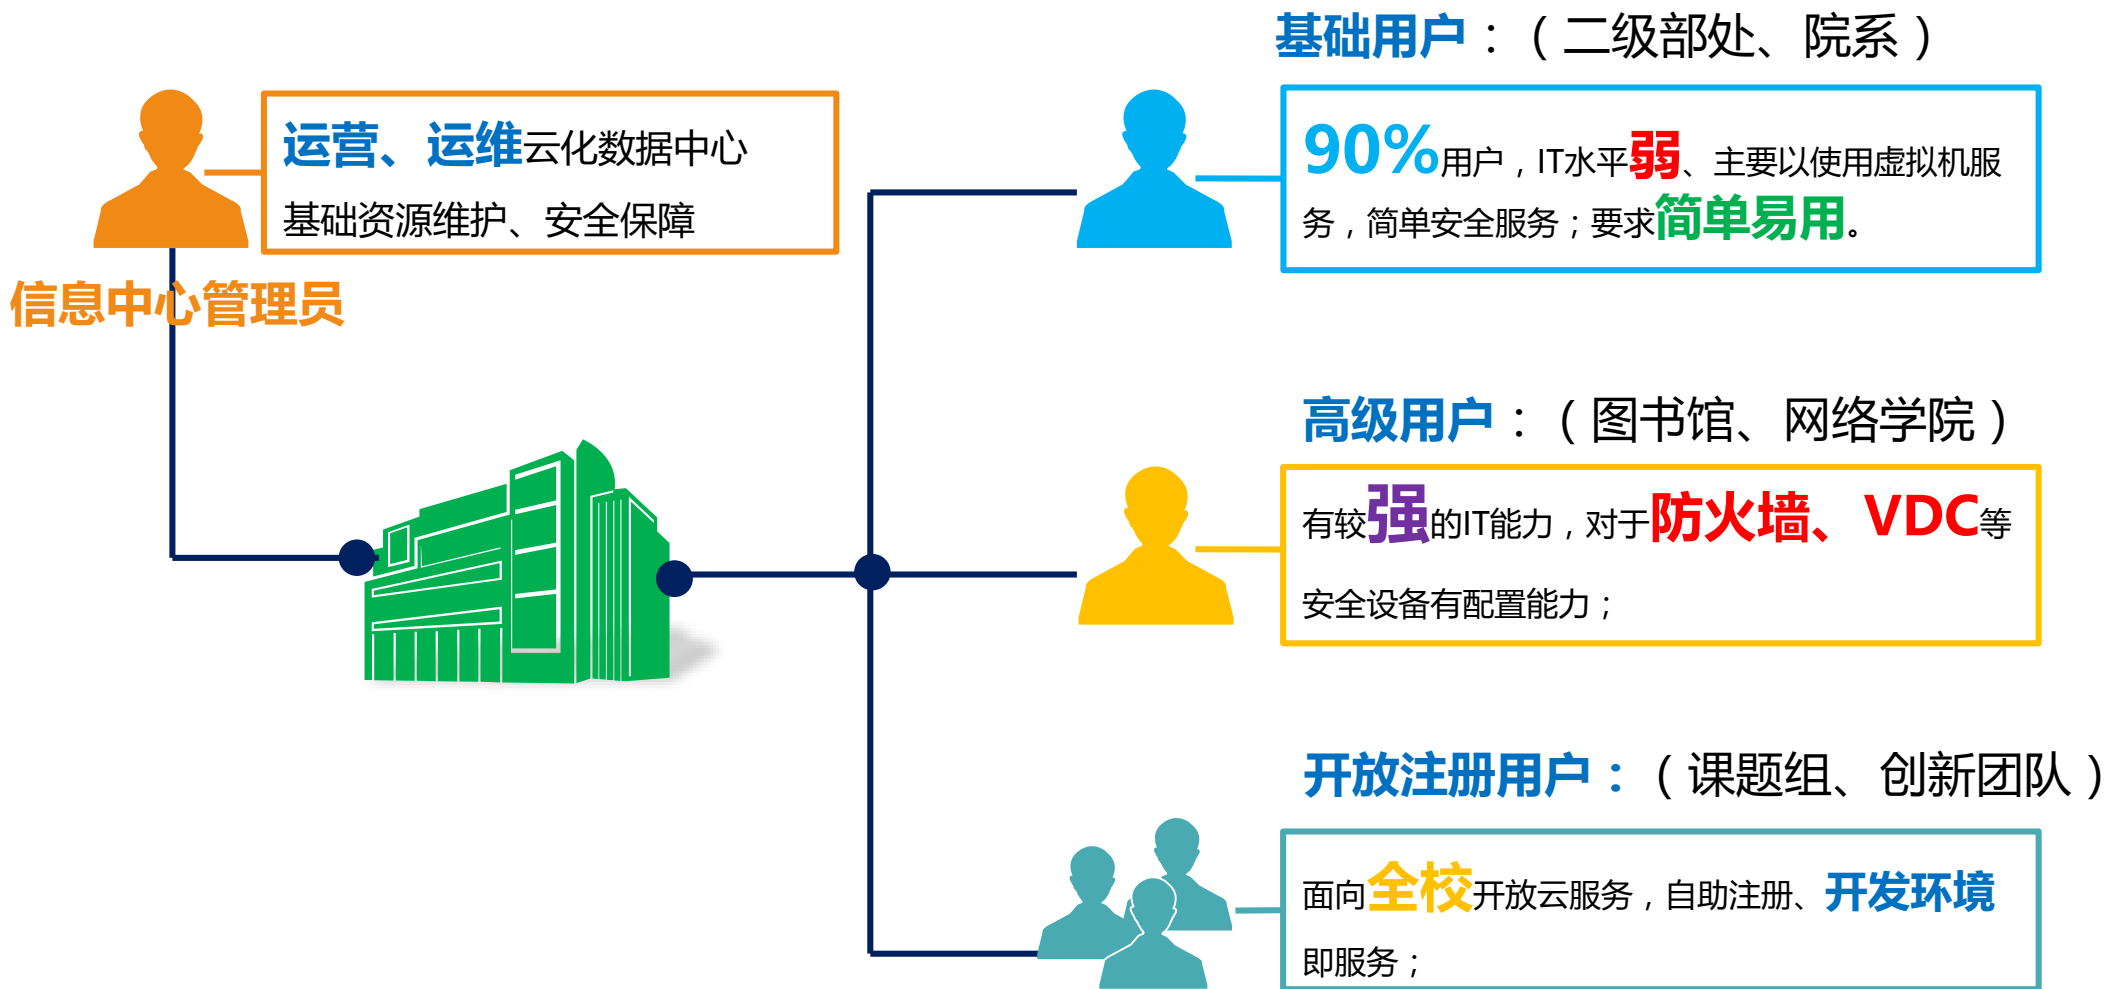 运营、运维云化数据中心
基础资源维护、安全保障
信息中心管理员
基础用户：（二级部处、院系）
90%用户，IT水平弱、主要以使用虚拟机服
务，简单安全服务；要求简单易用。
高级用户：（图书馆、网络学院）
有较强的IT能力，对于防火墙、VDC等
安全设备有配置能力；
开放注册用户：（课题组、创新团队）
面向全校开放云服务，自助注册、开发环境
即服务；